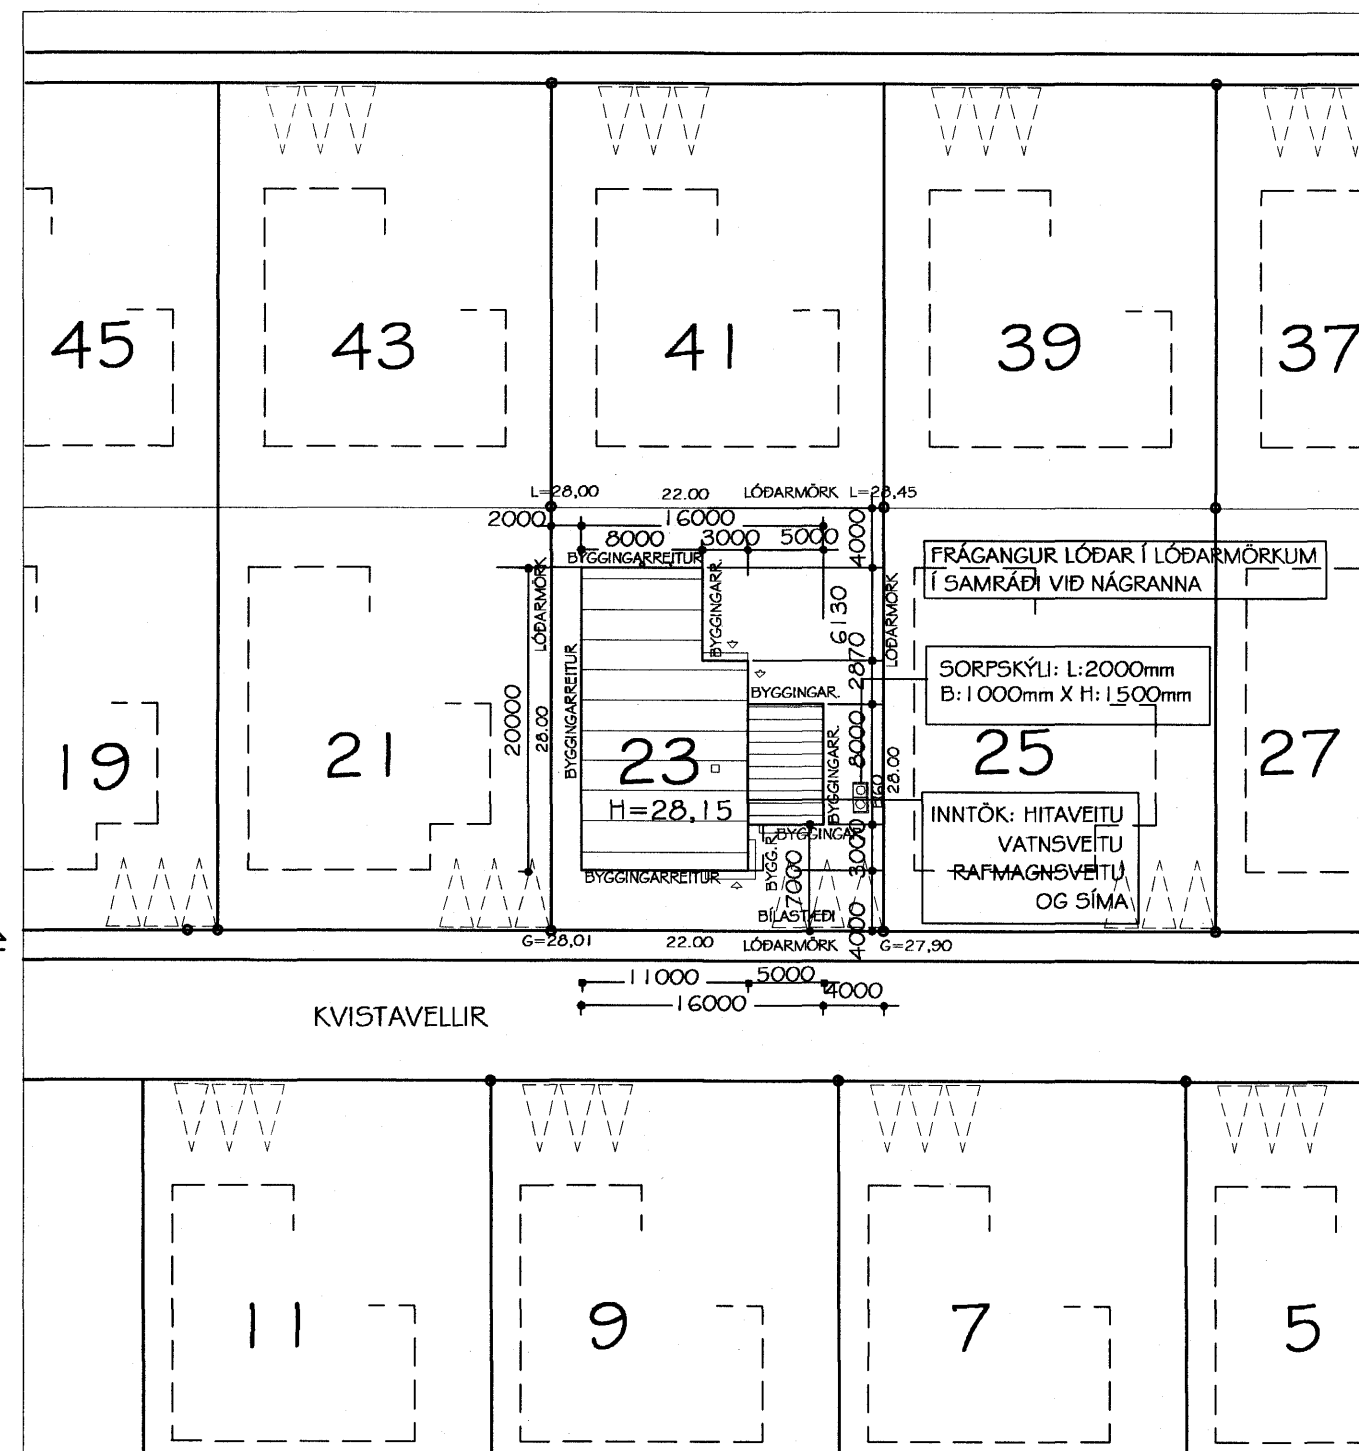 45
43
41
39
37
L=28,00
22.00
LÓÐARMÖRK
L=28,45
2000
16000
8000
3000
5000
4000
BYGGINGARREITUR
BYGGINGARR.
LÓÐARMÖRK
6130
LÓÐARMÖRK
FRÁGANGUR LÓÐAR Í LÓÐARMÖRKUM
Í SAMRÁÐI VIÐ NÁGRANNA
BYGGINGARREITUR
2870
SORPSKÝLI: L:2000mm
B:1000mm X H:1500mm
BYGGINGAR.
20000
28.00
BYGGINGARR.
8000
28.00
19
21
23
25
27
H=28,15
INNTÖK: HITAVEITU
VATNSVEITU
RAFMAGNSVEITU
OG SÍMA
BYGG.R
7000
3000
BYGGINGARREITUR
BÍLASTÆÐI
4000
G=28,01
22.00
LÓÐARMÖRK
G=27,90
11000
5000
16000
4000
KVISTAVELLIR
11
9
7
5